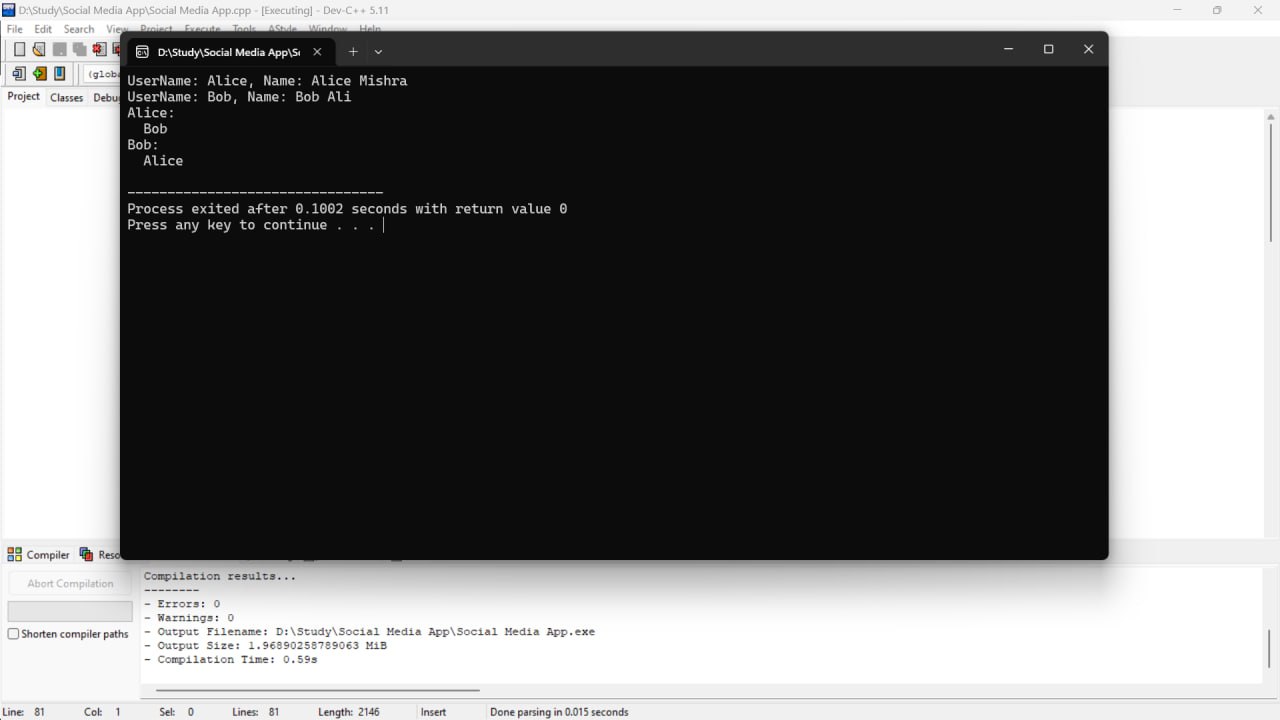 D:\Study\Social Media App\Social Media App.cpp - [Executing] - Dev-C++ 5.11
File Edit Search View Project Execute Tools AStyle Window Help
D:\Study\Social Media App\So
(globa
Project Classes Debug
UserName: Alice, Name: Alice Mishra
UserName: Bob, Name: Bob Ali
Alice:
  Bob
Bob:
  Alice
--------------------------------
Process exited after 0.1002 seconds with return value 0
Press any key to continue . . .
Compiler Reso
Abort Compilation
Shorten compiler paths
Compilation results...
--------
- Errors: 0
- Warnings: 0
- Output Filename: D:\Study\Social Media App\Social Media App.exe
- Output Size: 1.96890258789063 MiB
- Compilation Time: 0.59s
Line: 81 Col: 1 Sel: 0 Lines: 81 Length: 2146 Insert Done parsing in 0.015 seconds